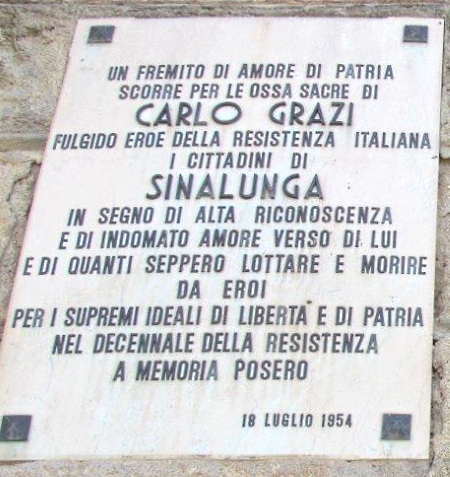 UN FREMITO DI AMORE DI PATRIA
SCORRE PER LE OSSA SACRE DI
CARLO GRAZI
FULGIDO EROE DELLA RESISTENZA ITALIANA
I CITTADINI DI
SINALUNGA
IN SEGNO DI ALTA RICONOSCENZA
E DI INDOMATO AMORE VERSO DI LUI
E DI QUANTI SEPPERO LOTTARE E MORIRE
DA EROI
PER I SUPREMI IDEALI DI LIBERTÀ E DI PATRIA
NEL DECENNALE DELLA RESISTENZA
A MEMORIA POSERO
18 LUGLIO 1954